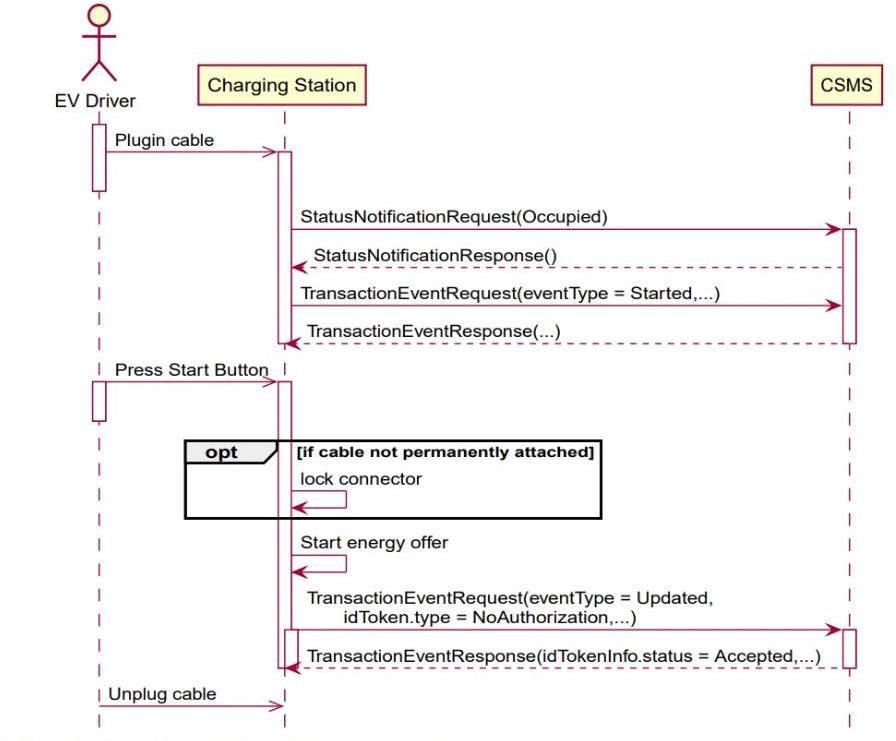 EV Driver
Charging Station
CSMS
Plugin cable
StatusNotificationRequest(Occupied)
StatusNotificationResponse()
TransactionEventRequest(eventType = Started,...)
TransactionEventResponse(...)
Press Start Button
opt
[if cable not permanently attached]
lock connector
Start energy offer
TransactionEventRequest(eventType = Updated,
idToken.type = NoAuthorization,...)
TransactionEventResponse(idTokenInfo.status = Accepted,...)
Unplug cable